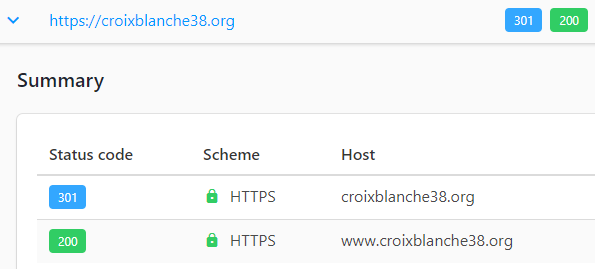 https://croixblanche38.org 301 200
Summary
Status code Scheme Host
301 HTTPS croixblanche38.org
200 HTTPS www.croixblanche38.org